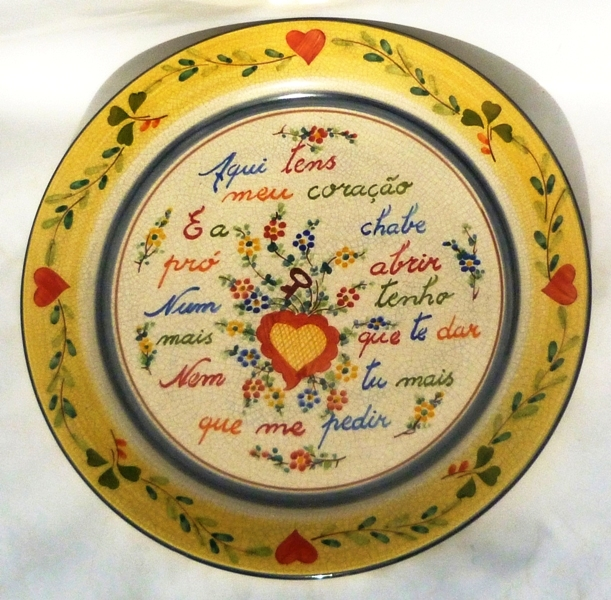 Aqui tens
meu coração
E a chabe
pró abrir
Num tenho
mais que te dar
Nem tu mais
que me pedir